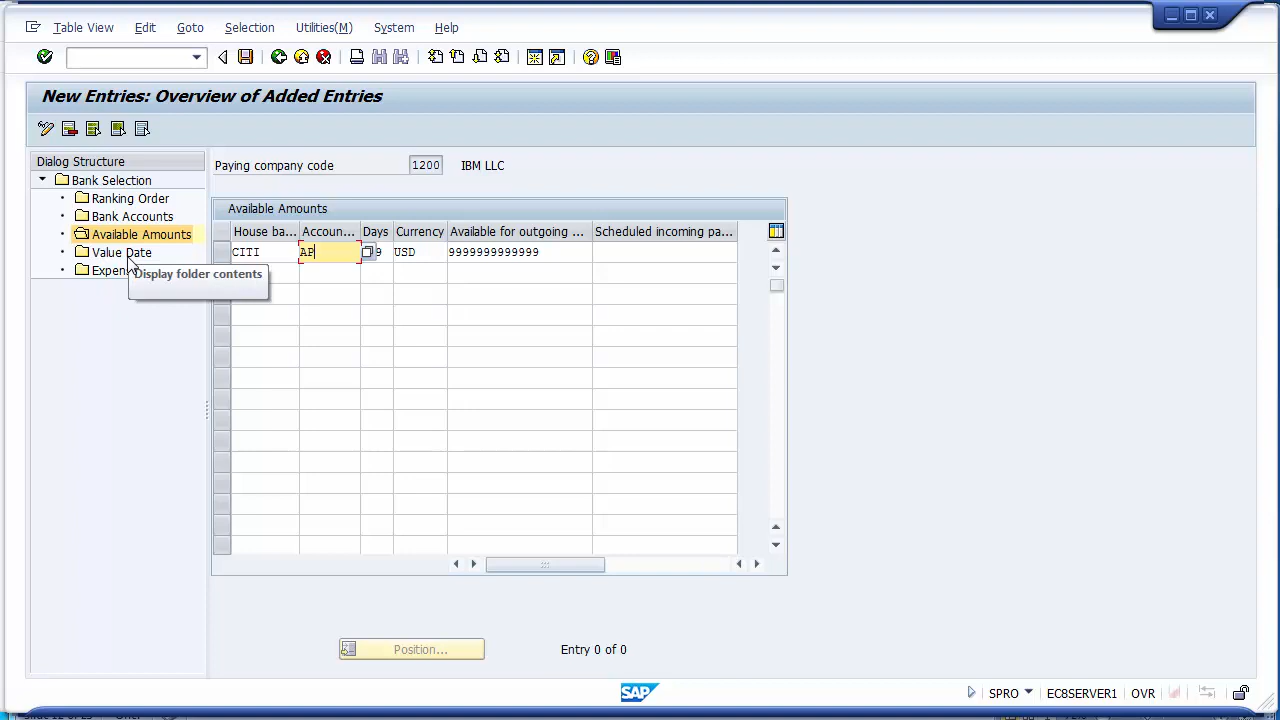 Table View Edit Goto Selection Utilities(M) System Help
New Entries: Overview of Added Entries
Dialog Structure
Bank Selection
Ranking Order
Bank Accounts
Available Amounts
Value Date
Display folder contents
Paying company code 1200 IBM LLC
Available Amounts
House ba... Accoun... Days Currency Available for outgoing ... Scheduled incoming pa...
CITI AP 9 USD 9999999999999
Position... Entry 0 of 0
SAP
SPRO EC8SERVER1 OVR